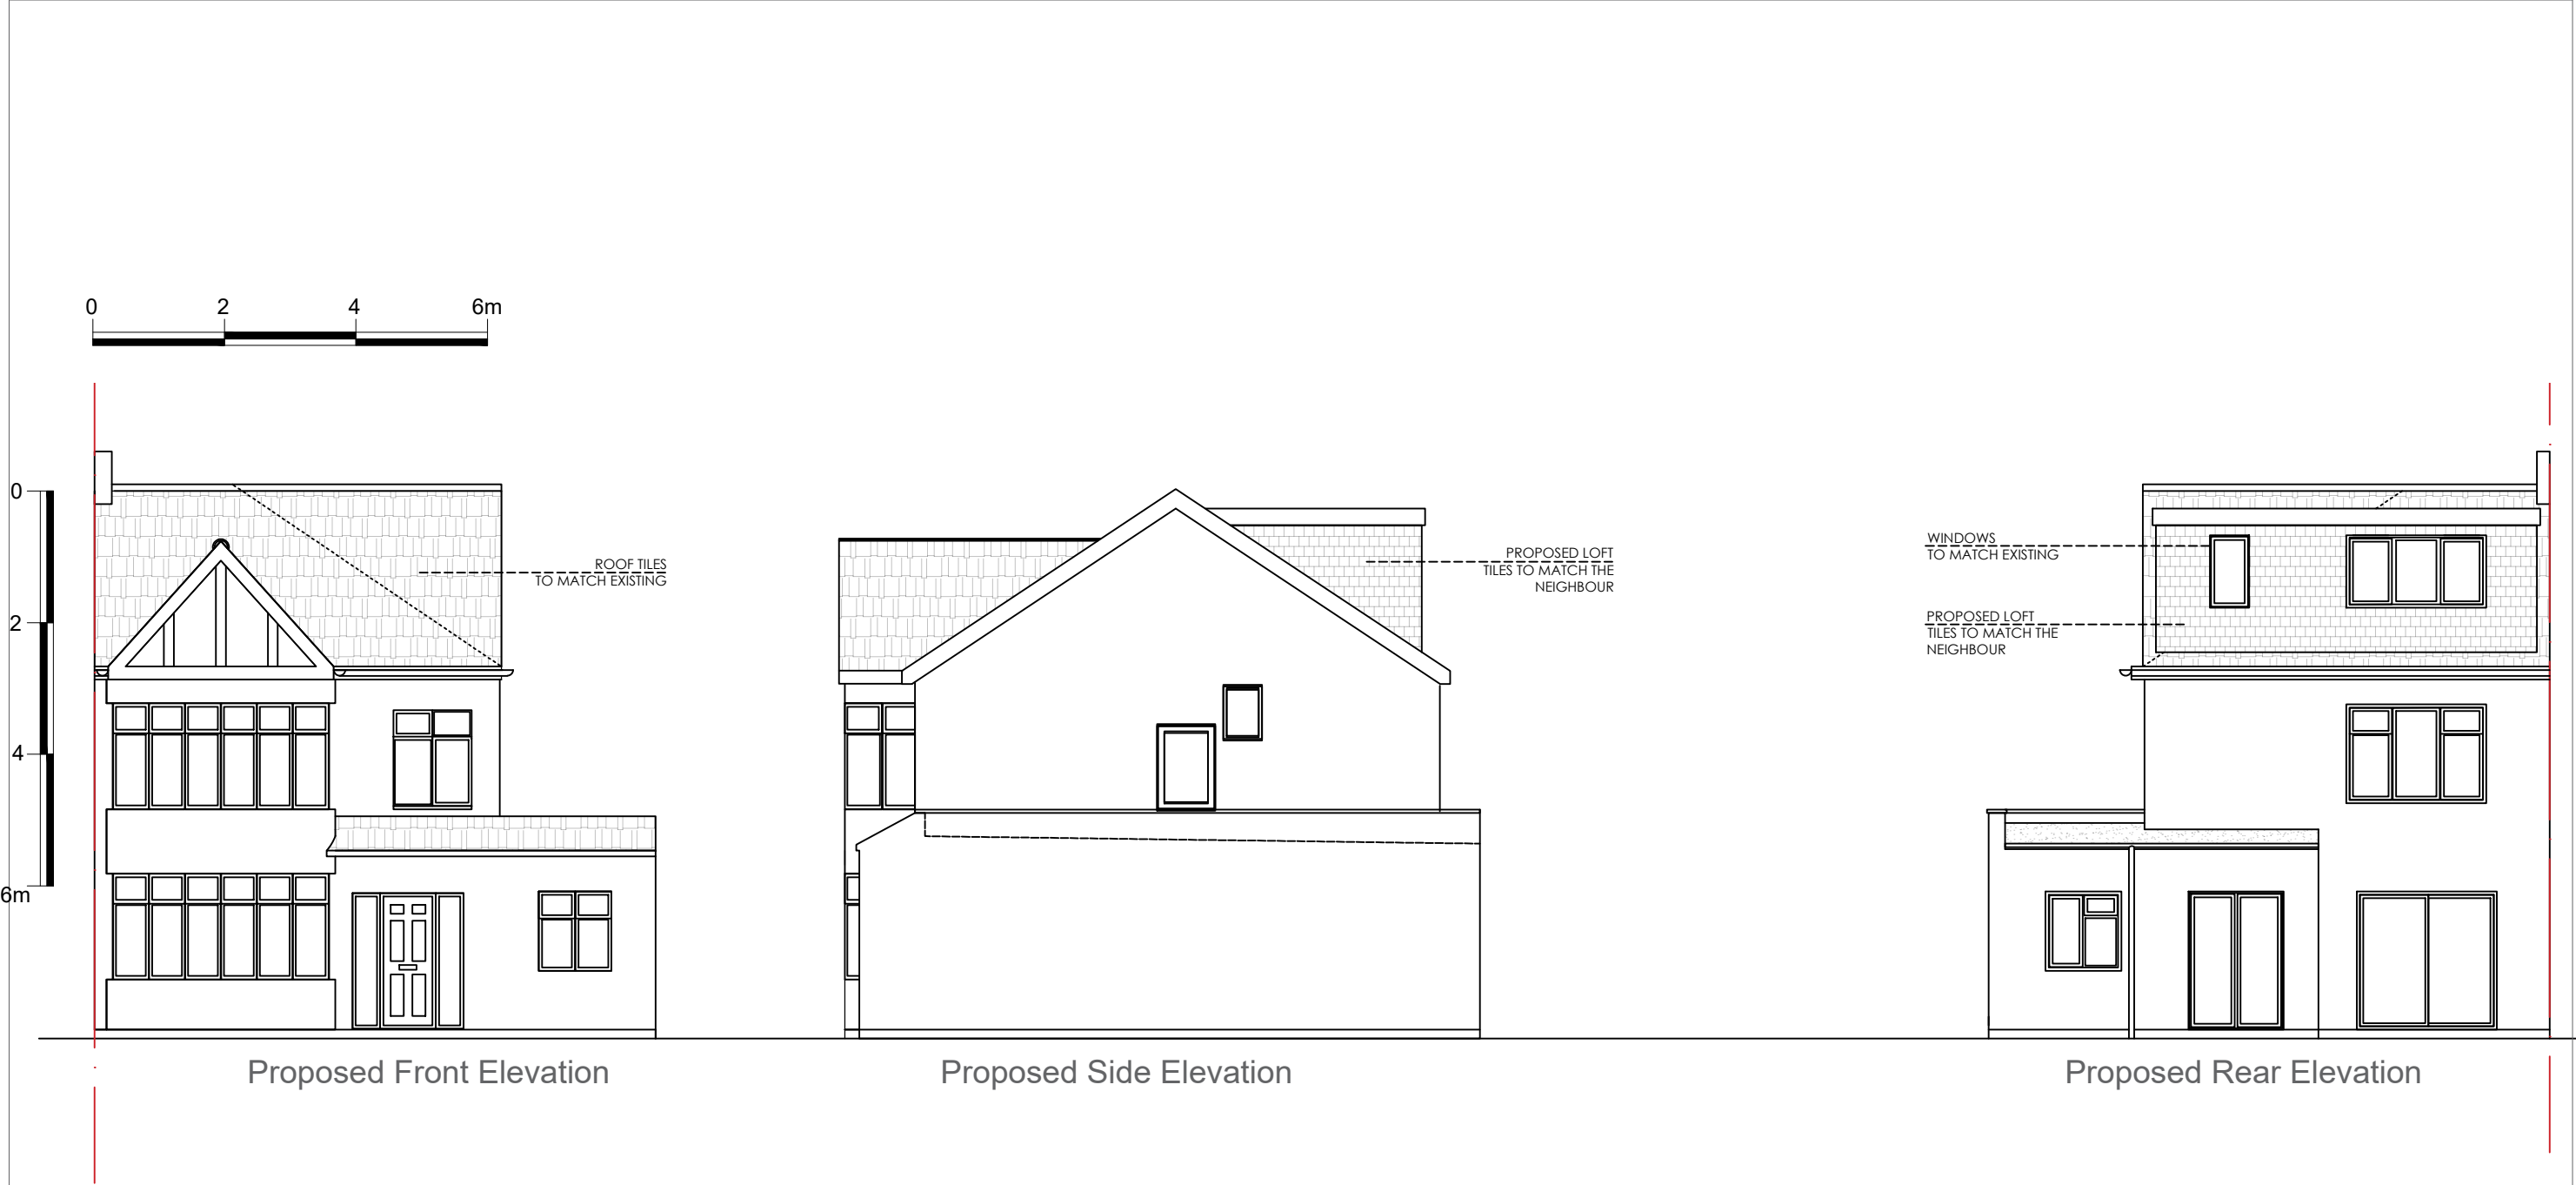 0 2 4 6m
0
2
4
6m
ROOF TILES
TO MATCH EXISTING
PROPOSED LOFT
TILES TO MATCH THE
NEIGHBOUR
WINDOWS
TO MATCH EXISTING
PROPOSED LOFT
TILES TO MATCH THE
NEIGHBOUR
Proposed Front Elevation
Proposed Side Elevation
Proposed Rear Elevation